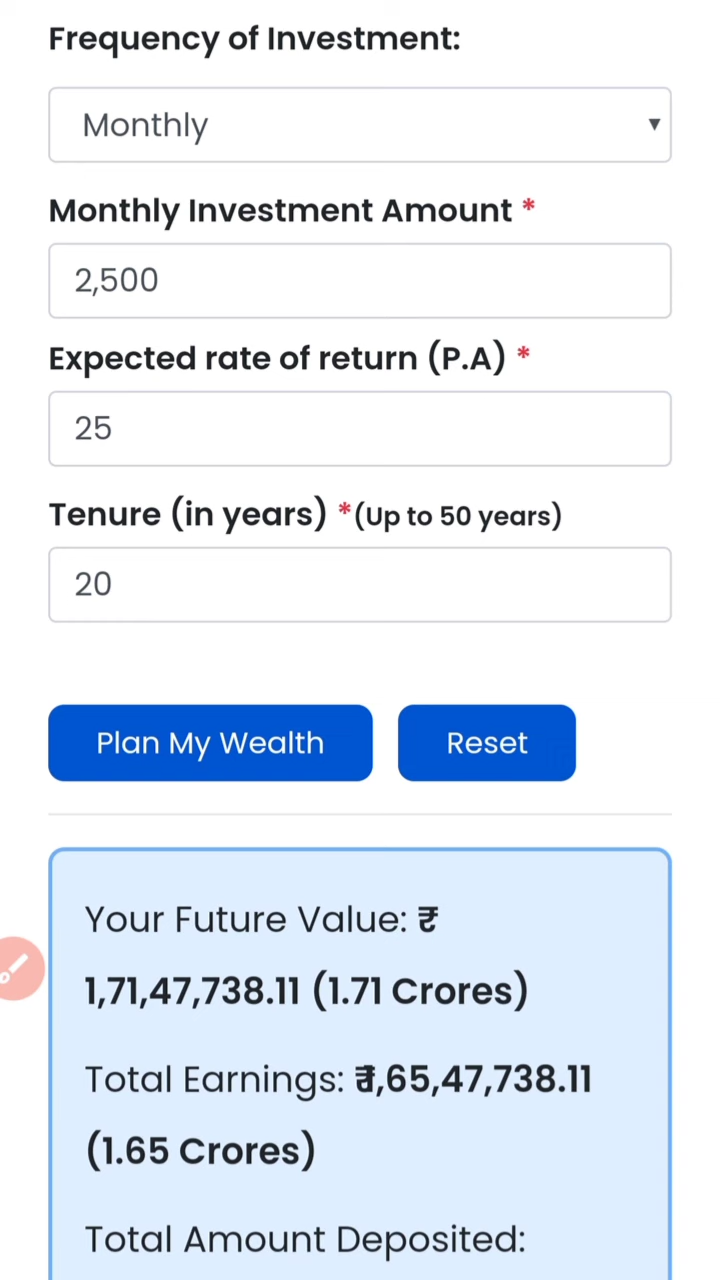 Frequency of Investment:
Monthly
Monthly Investment Amount *
2,500
Expected rate of return (P.A) *
25
Tenure (in years) *(Up to 50 years)
20
Plan My Wealth Reset
Your Future Value: ₹
1,71,47,738.11 (1.71 Crores)
Total Earnings: ₹1,65,47,738.11
(1.65 Crores)
Total Amount Deposited: